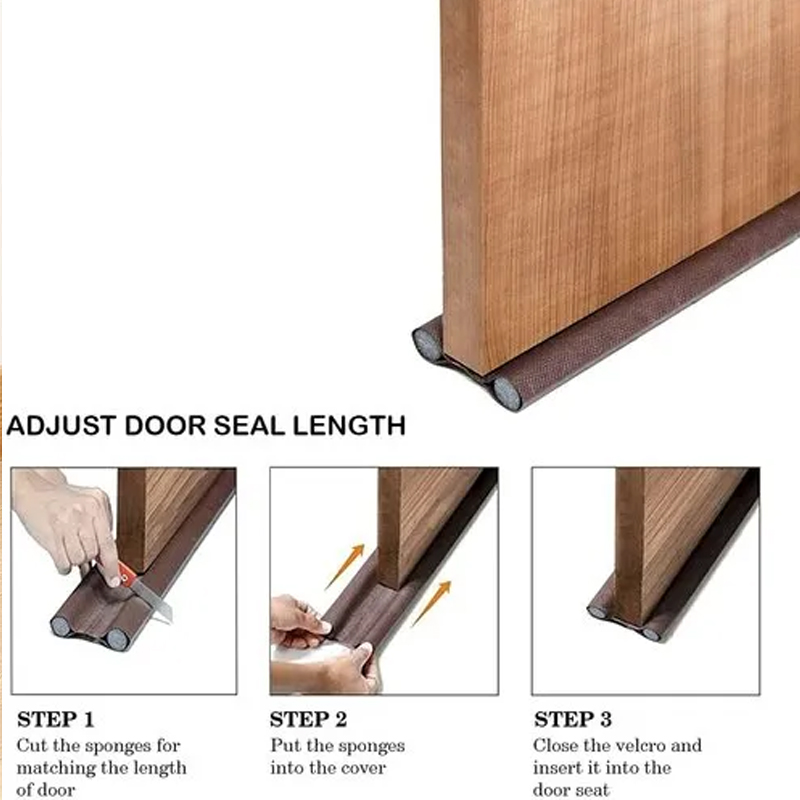 ADJUST DOOR SEAL LENGTH
STEP 1
Cut the sponges for
matching the length
of door
STEP 2
Put the sponges
into the cover
STEP 3
Close the velcro and
insert it into the
door seat